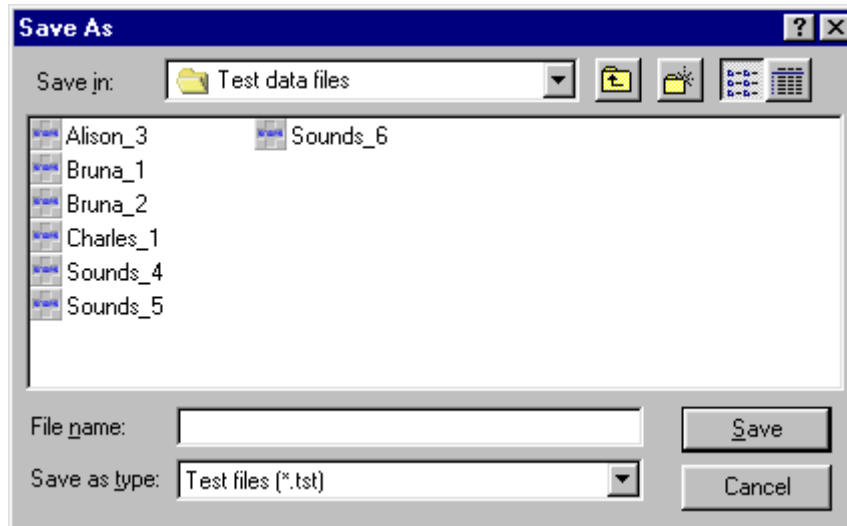 Save As
Save in: Test data files
Alison_3 Sounds_6
Bruna_1
Bruna_2
Charles_1
Sounds_4
Sounds_5
File name: Save
Save as type: Test files (*.tst) Cancel